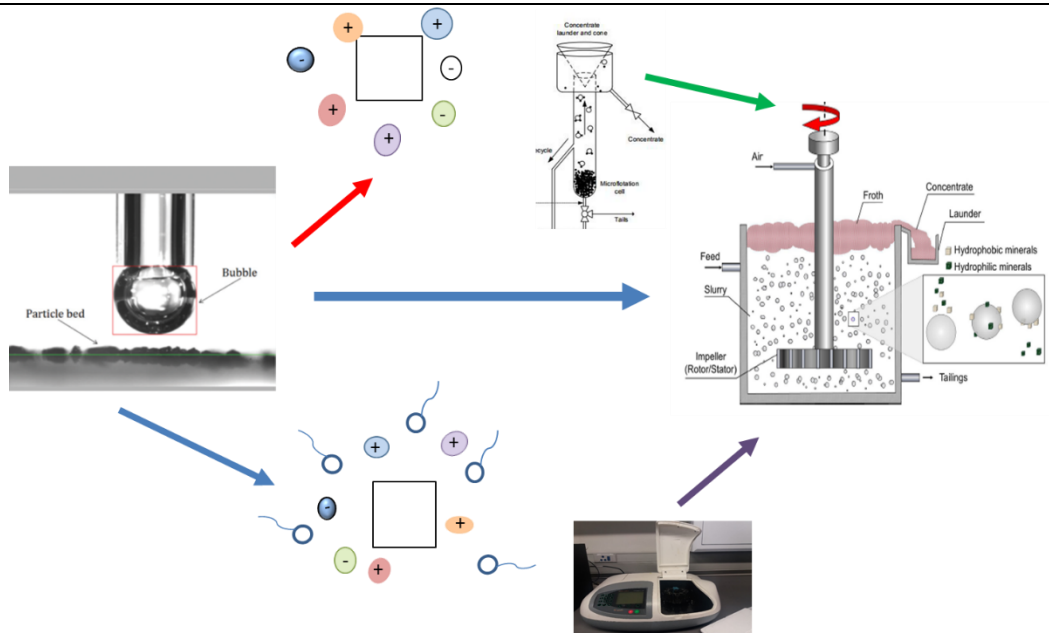 +
+
-
-
+
-
+
Concentrate
launder and cone
Concentrate
ecycle
Microflotation
cell
Tails
Bubble
Particle bed
Air
Froth
Concentrate
Launder
Hydrophobic minerals
Hydrophilic minerals
Feed
Slurry
Impeller
(Rotor/Stator)
Tailings
+
+
-
+
-
+